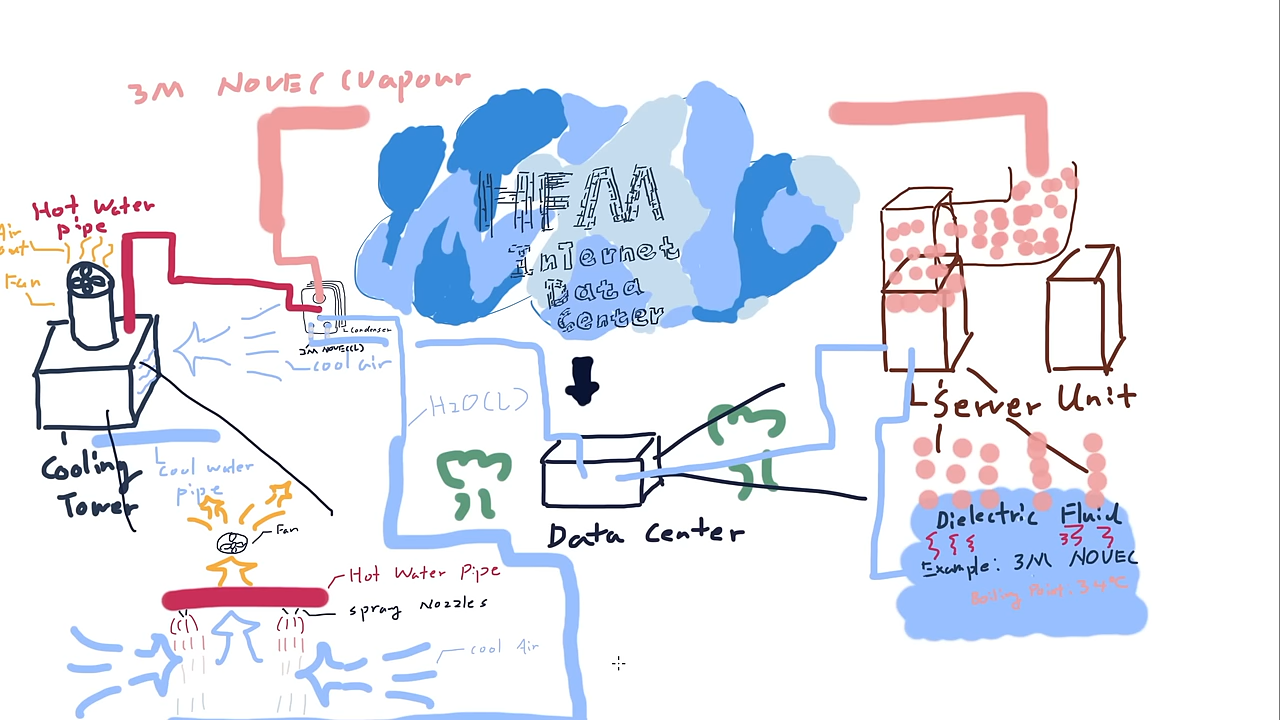 3M NOVEC (Vapour
HFM
Internet
Data
Center
Hot Water
pipe
Air
out
Fan
Condenser
3M NOVEC(L)
cool air
H2O(L)
Server Unit
Cooling
Tower
Cool water
pipe
Fan
Data Center
Dielectric Fluid
Example: 3M NOVEC
Boiling Point: 34°C
Hot Water Pipe
spray Nozzles
cool Air